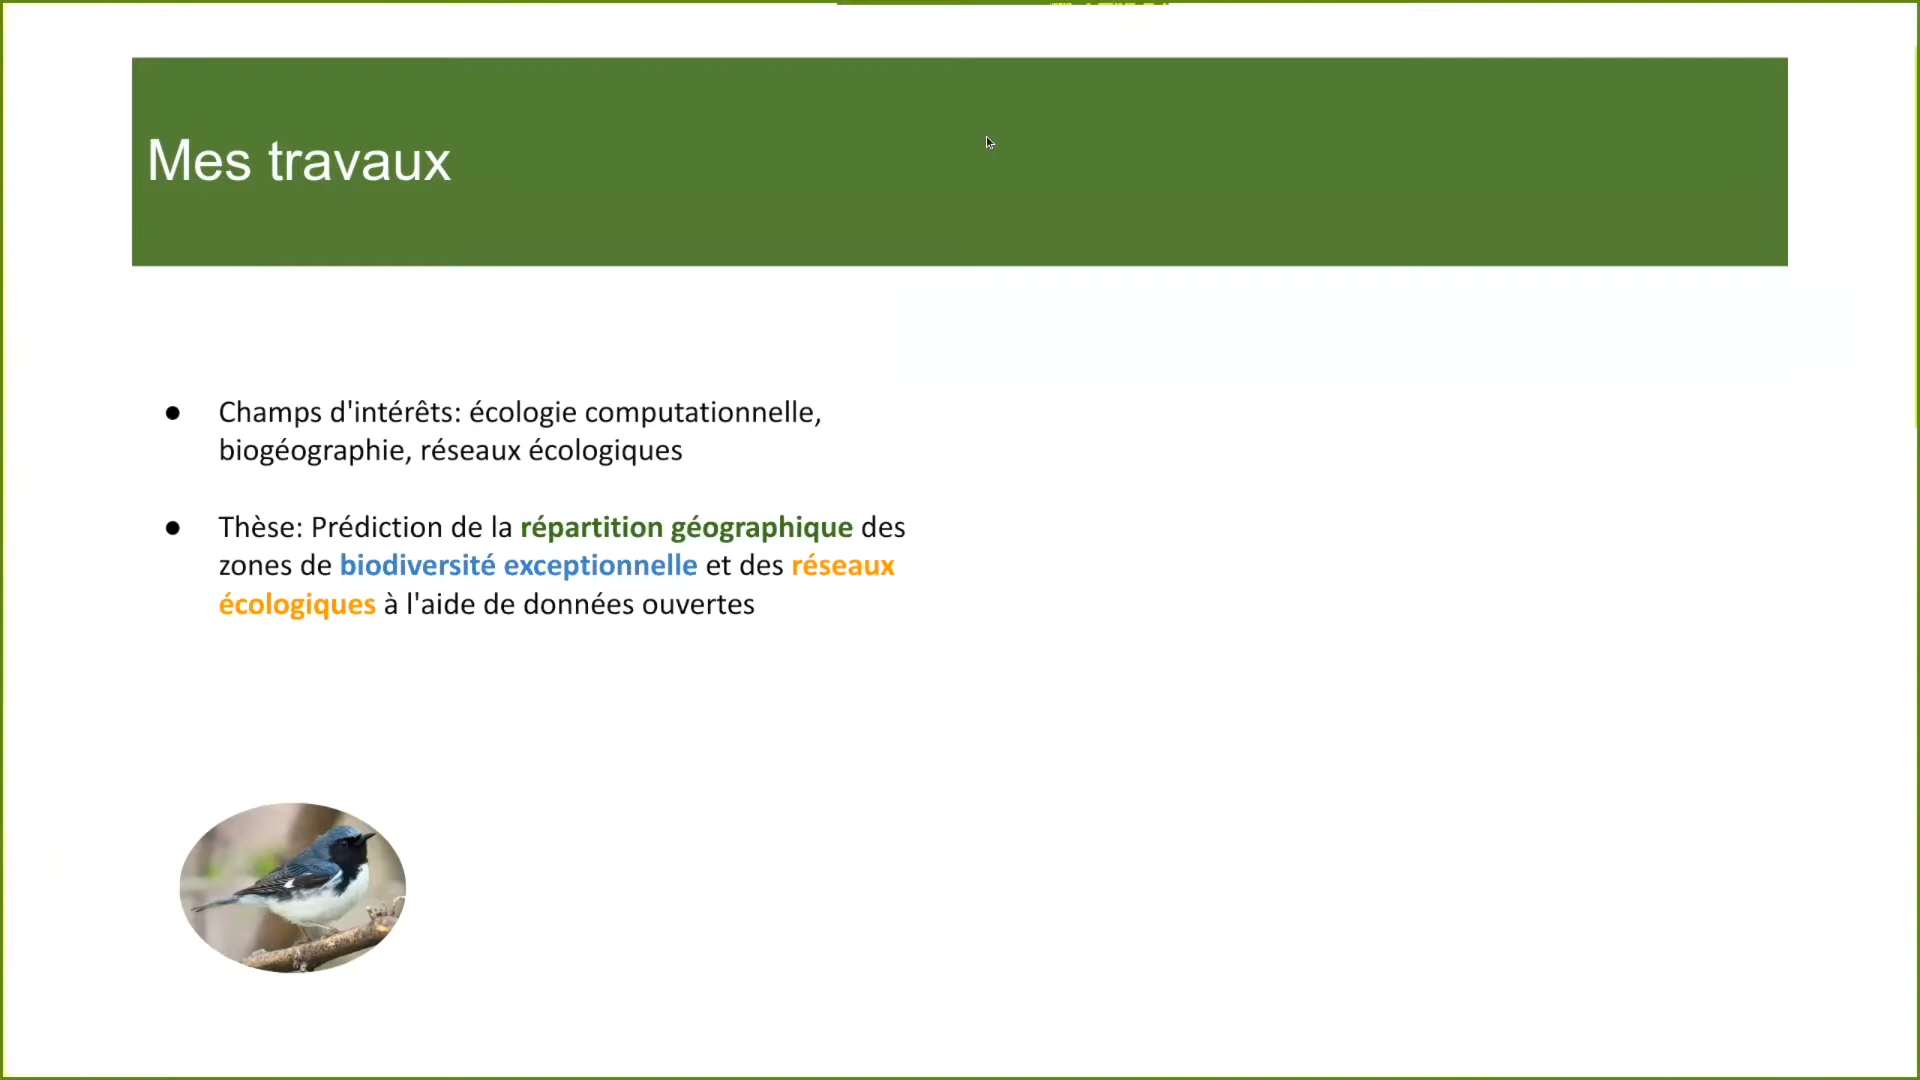 Mes travaux
● Champs d'intérêts: écologie computationnelle,
biogéographie, réseaux écologiques
● Thèse: Prédiction de la répartition géographique des
zones de biodiversité exceptionnelle et des réseaux
écologiques à l'aide de données ouvertes